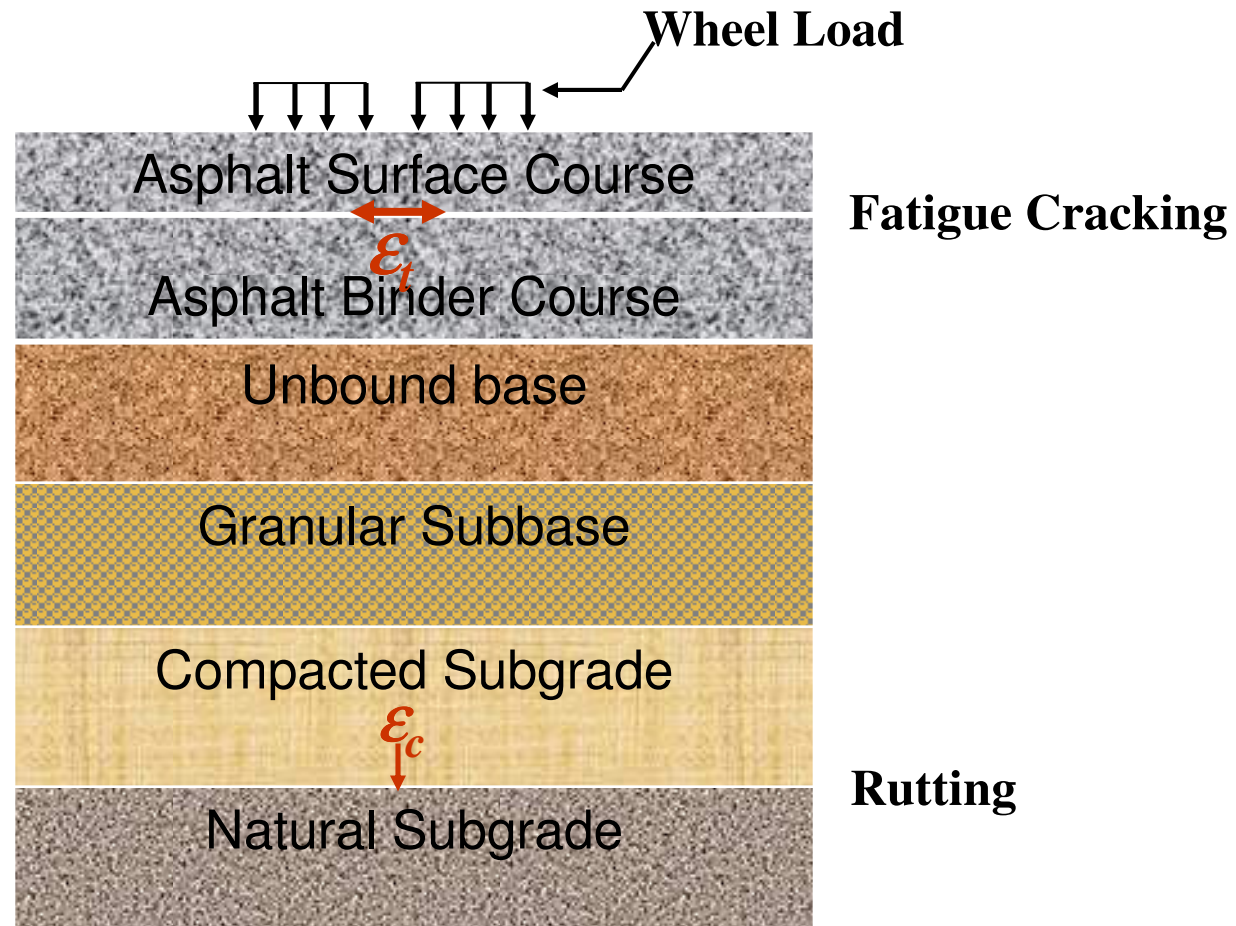 Wheel Load
Asphalt Surface Course
Fatigue Cracking
εt
Asphalt Binder Course
Unbound base
Granular Subbase
Compacted Subgrade
εc
Rutting
Natural Subgrade